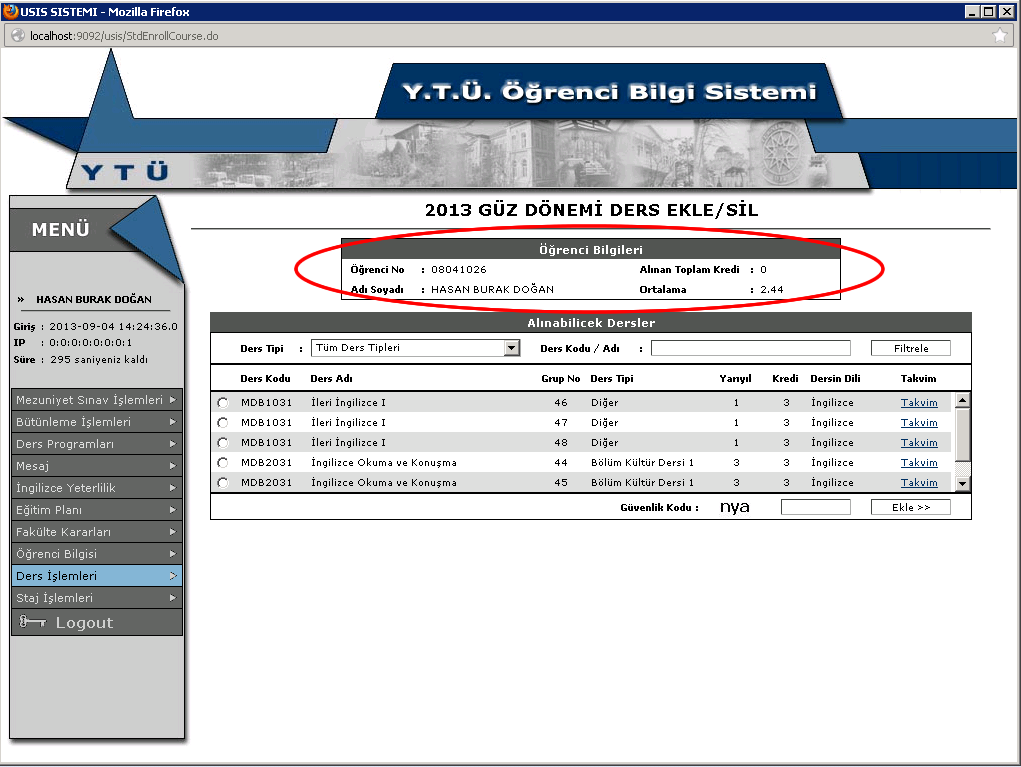 USIS SISTEMI - Mozilla Firefox
localhost:9092/usis/StdEnrollCourse.do
Y.T.Ü. Öğrenci Bilgi Sistemi
Y T Ü
MENÜ
» HASAN BURAK DOĞAN
Giriş : 2013-09-04 14:24:36.0
IP : 0:0:0:0:0:0:0:1
Süre : 295 saniyeniz kaldı
Mezuniyet Sınav İşlemleri
Bütünleme İşlemleri
Ders Programları
Mesaj
İngilizce Yeterlilik
Eğitim Planı
Fakülte Kararları
Öğrenci Bilgisi
Ders İşlemleri
Staj İşlemleri
Logout
2013 GÜZ DÖNEMİ DERS EKLE/SİL
Öğrenci Bilgileri
Öğrenci No : 08041026 Alınan Toplam Kredi : 0
Adı Soyadı : HASAN BURAK DOĞAN Ortalama : 2.44
Alınabilicek Dersler
Ders Tipi : Tüm Ders Tipleri Ders Kodu / Adı : Filtrele
Ders Kodu Ders Adı Grup No Ders Tipi Yarıyıl Kredi Dersin Dili Takvim
MDB1031 İleri İngilizce I 46 Diğer 1 3 İngilizce Takvim
MDB1031 İleri İngilizce I 47 Diğer 1 3 İngilizce Takvim
MDB1031 İleri İngilizce I 48 Diğer 1 3 İngilizce Takvim
MDB2031 İngilizce Okuma ve Konuşma 44 Bölüm Kültür Dersi 1 3 3 İngilizce Takvim
MDB2031 İngilizce Okuma ve Konuşma 45 Bölüm Kültür Dersi 1 3 3 İngilizce Takvim
Güvenlik Kodu : nya Ekle >>